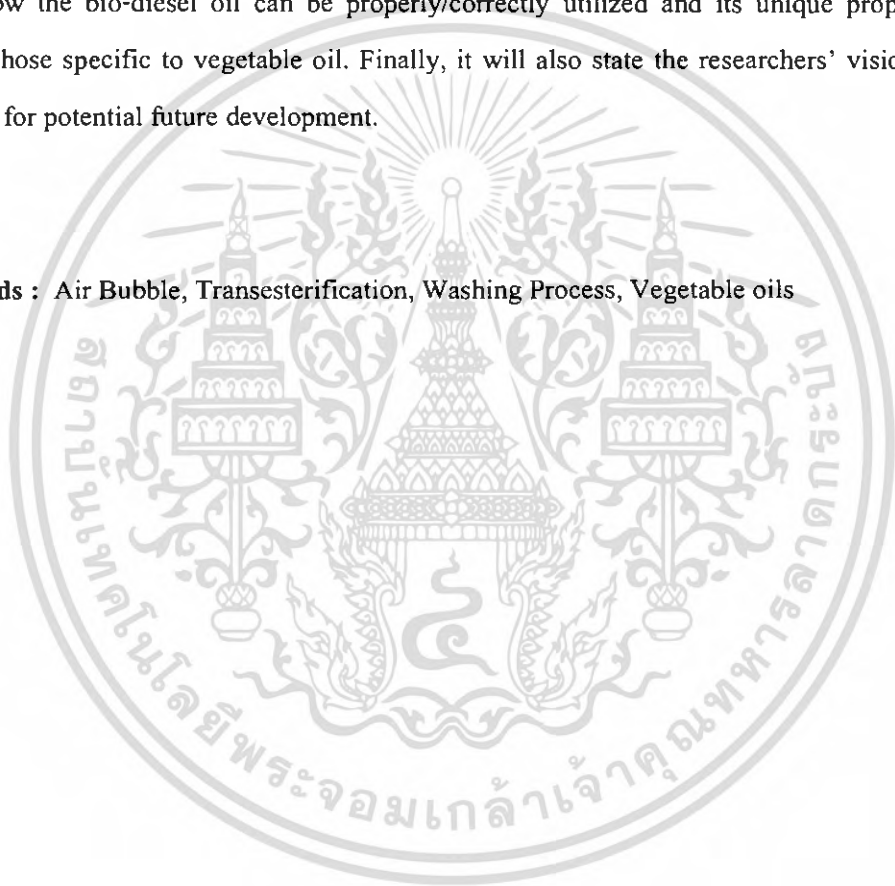 ow the bio-diesel oil can be properly/correctly utilized and its unique prop
hose specific to vegetable oil. Finally, it will also state the researchers' visio
for potential future development.
ds : Air Bubble, Transesterification, Washing Process, Vegetable oils
สถาบันเทคโนโลยีพระจอมเกล้าเจ้าคุณทหารลาดกระบัง
๔